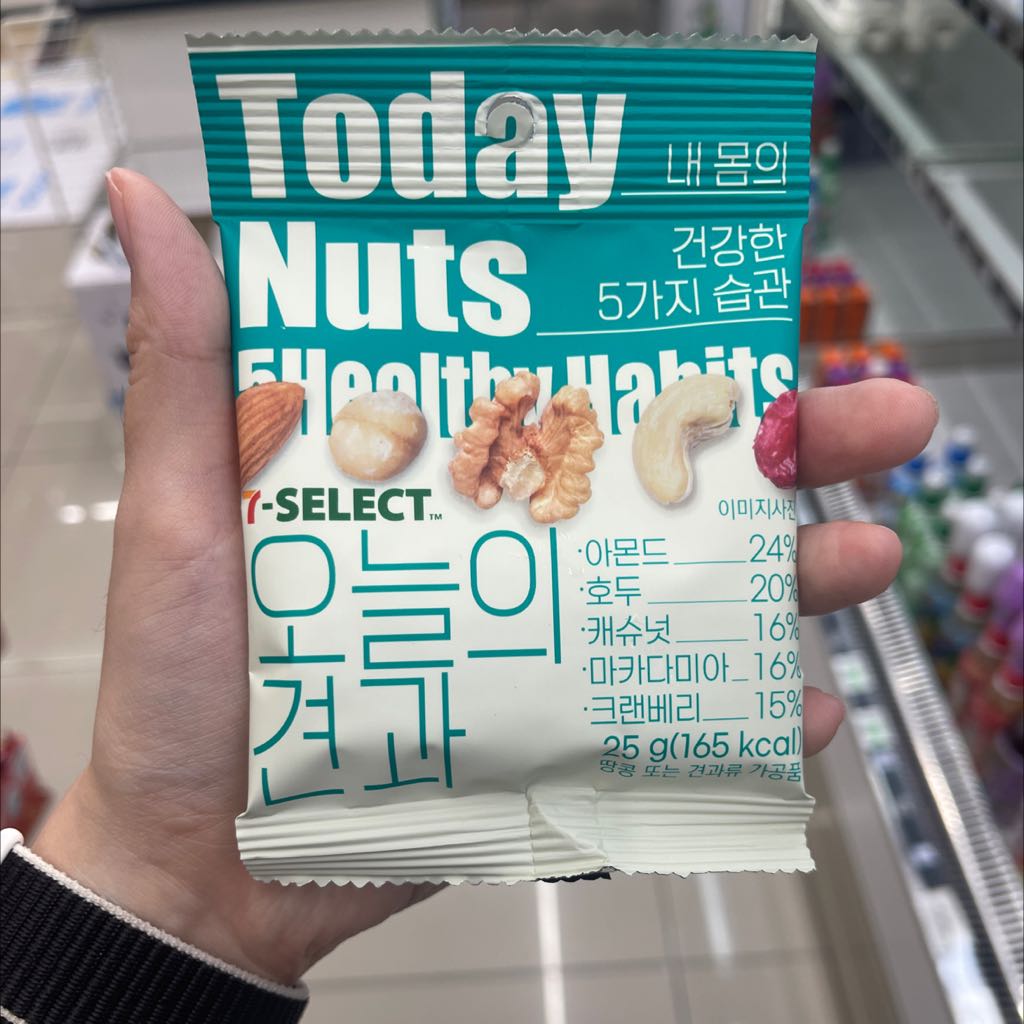 Today
내 몸의
Nuts
건강한
5가지 습관
5Healthy Habits
7-SELECT™
이미지사진
오늘의
견과
·아몬드 24%
·호두 20%
·캐슈넛 16%
·마카다미아 16%
·크랜베리 15%
25 g(165 kcal)
땅콩 또는 견과류 가공품